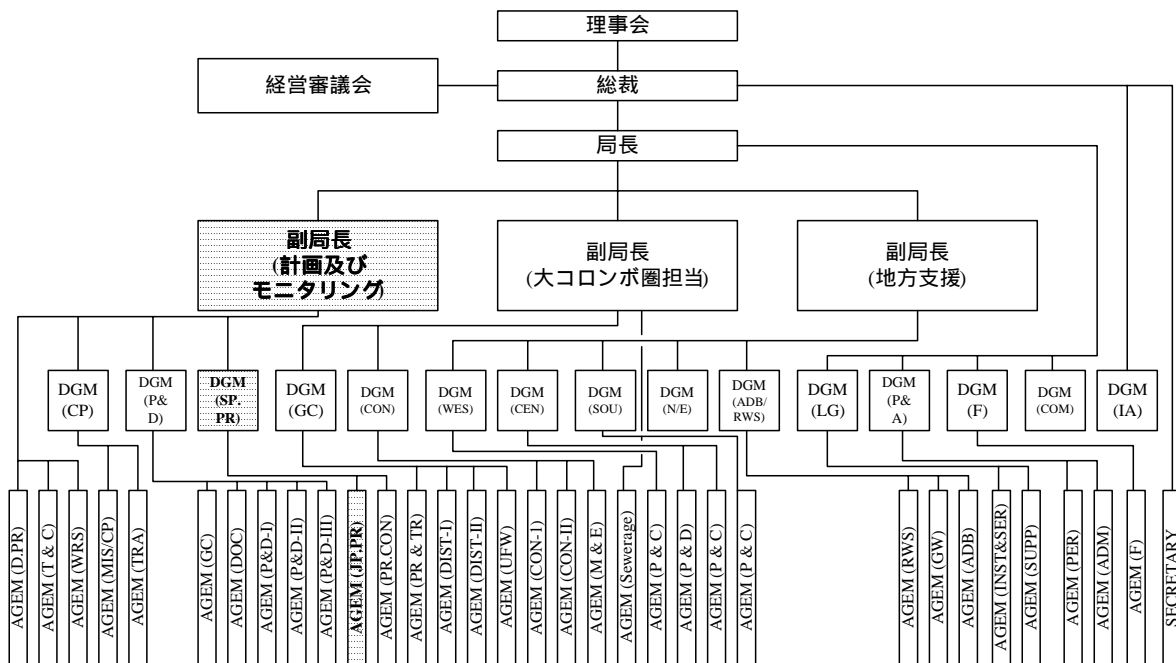 理事会
経営審議会
総裁
局長
副局長
(計画及び
モニタリング)
副局長
(大コロンボ圏担当)
副局長
(地方支援)
DGM
(CP)
DGM
(P&
D)
DGM
(SP.
PR)
DGM
(GC)
DGM
(CON)
DGM
(WES)
DGM
(CEN)
DGM
(SOU)
DGM
(N/E)
DGM
(ADB/
RWS)
DGM
(LG)
DGM
(P&
A)
DGM
(F)
DGM
(COM)
DGM
(IA)
AGEM (D.PR)
AGEM (T & C)
AGEM (WRS)
AGEM (MIS/CP)
AGEM (TRA)
AGEM (GC)
AGEM (DOC)
AGEM (P&D-I)
AGEM (P&D-II)
AGEM (P&D-III)
AGEM (JP.PR)
AGEM (PR.CON)
AGEM (PR & TR)
AGEM (DIST-I)
AGEM (DIST-II)
AGEM (UFW)
AGEM (CON-1)
AGEM (CON-II)
AGEM (M & E)
AGEM (Sewerage)
AGEM (P & C)
AGEM (P & D)
AGEM (P & C)
AGEM (P & C)
AGEM (RWS)
AGEM (GW)
AGEM (ADB)
AGEM (INST&SER)
AGEM (SUPP)
AGEM (PER)
AGEM (ADM)
AGEM (F)
SECRETARY